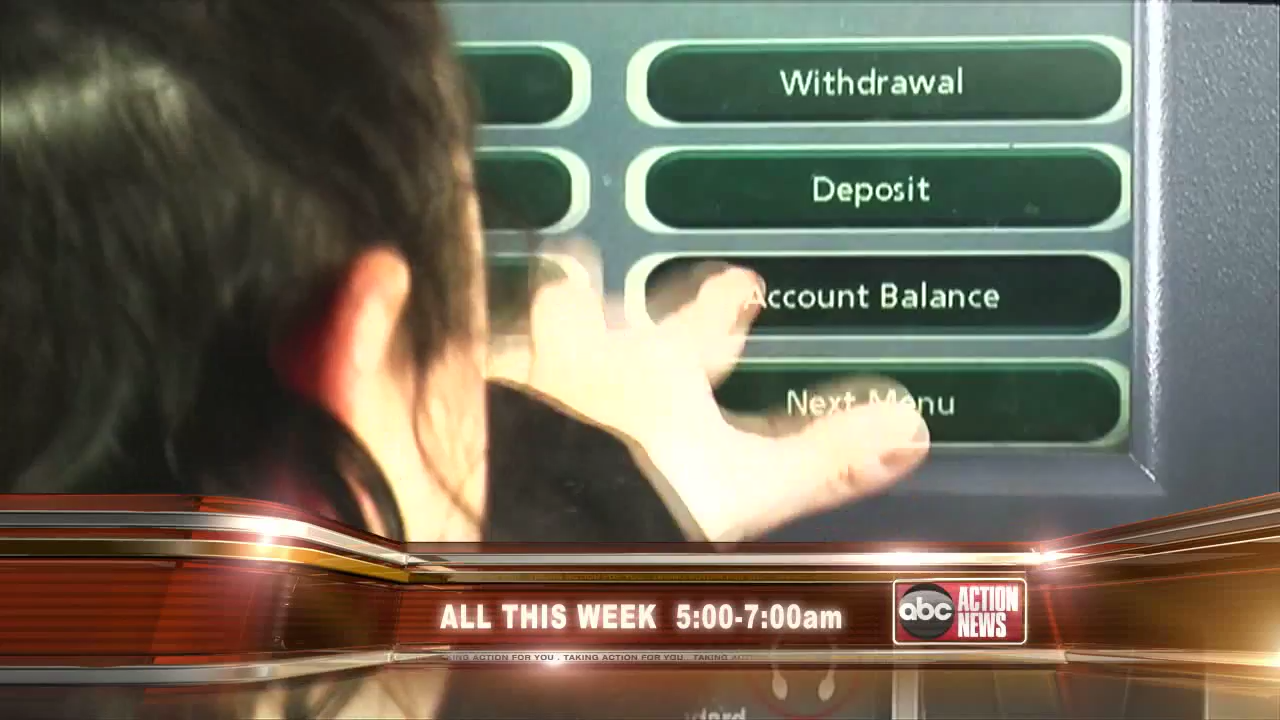 Withdrawal
Deposit
Account Balance
Next Menu
ALL THIS WEEK 5:00-7:00am
abc ACTION NEWS
KING ACTION FOR YOU . TAKING ACTION FOR YOU . TAKING